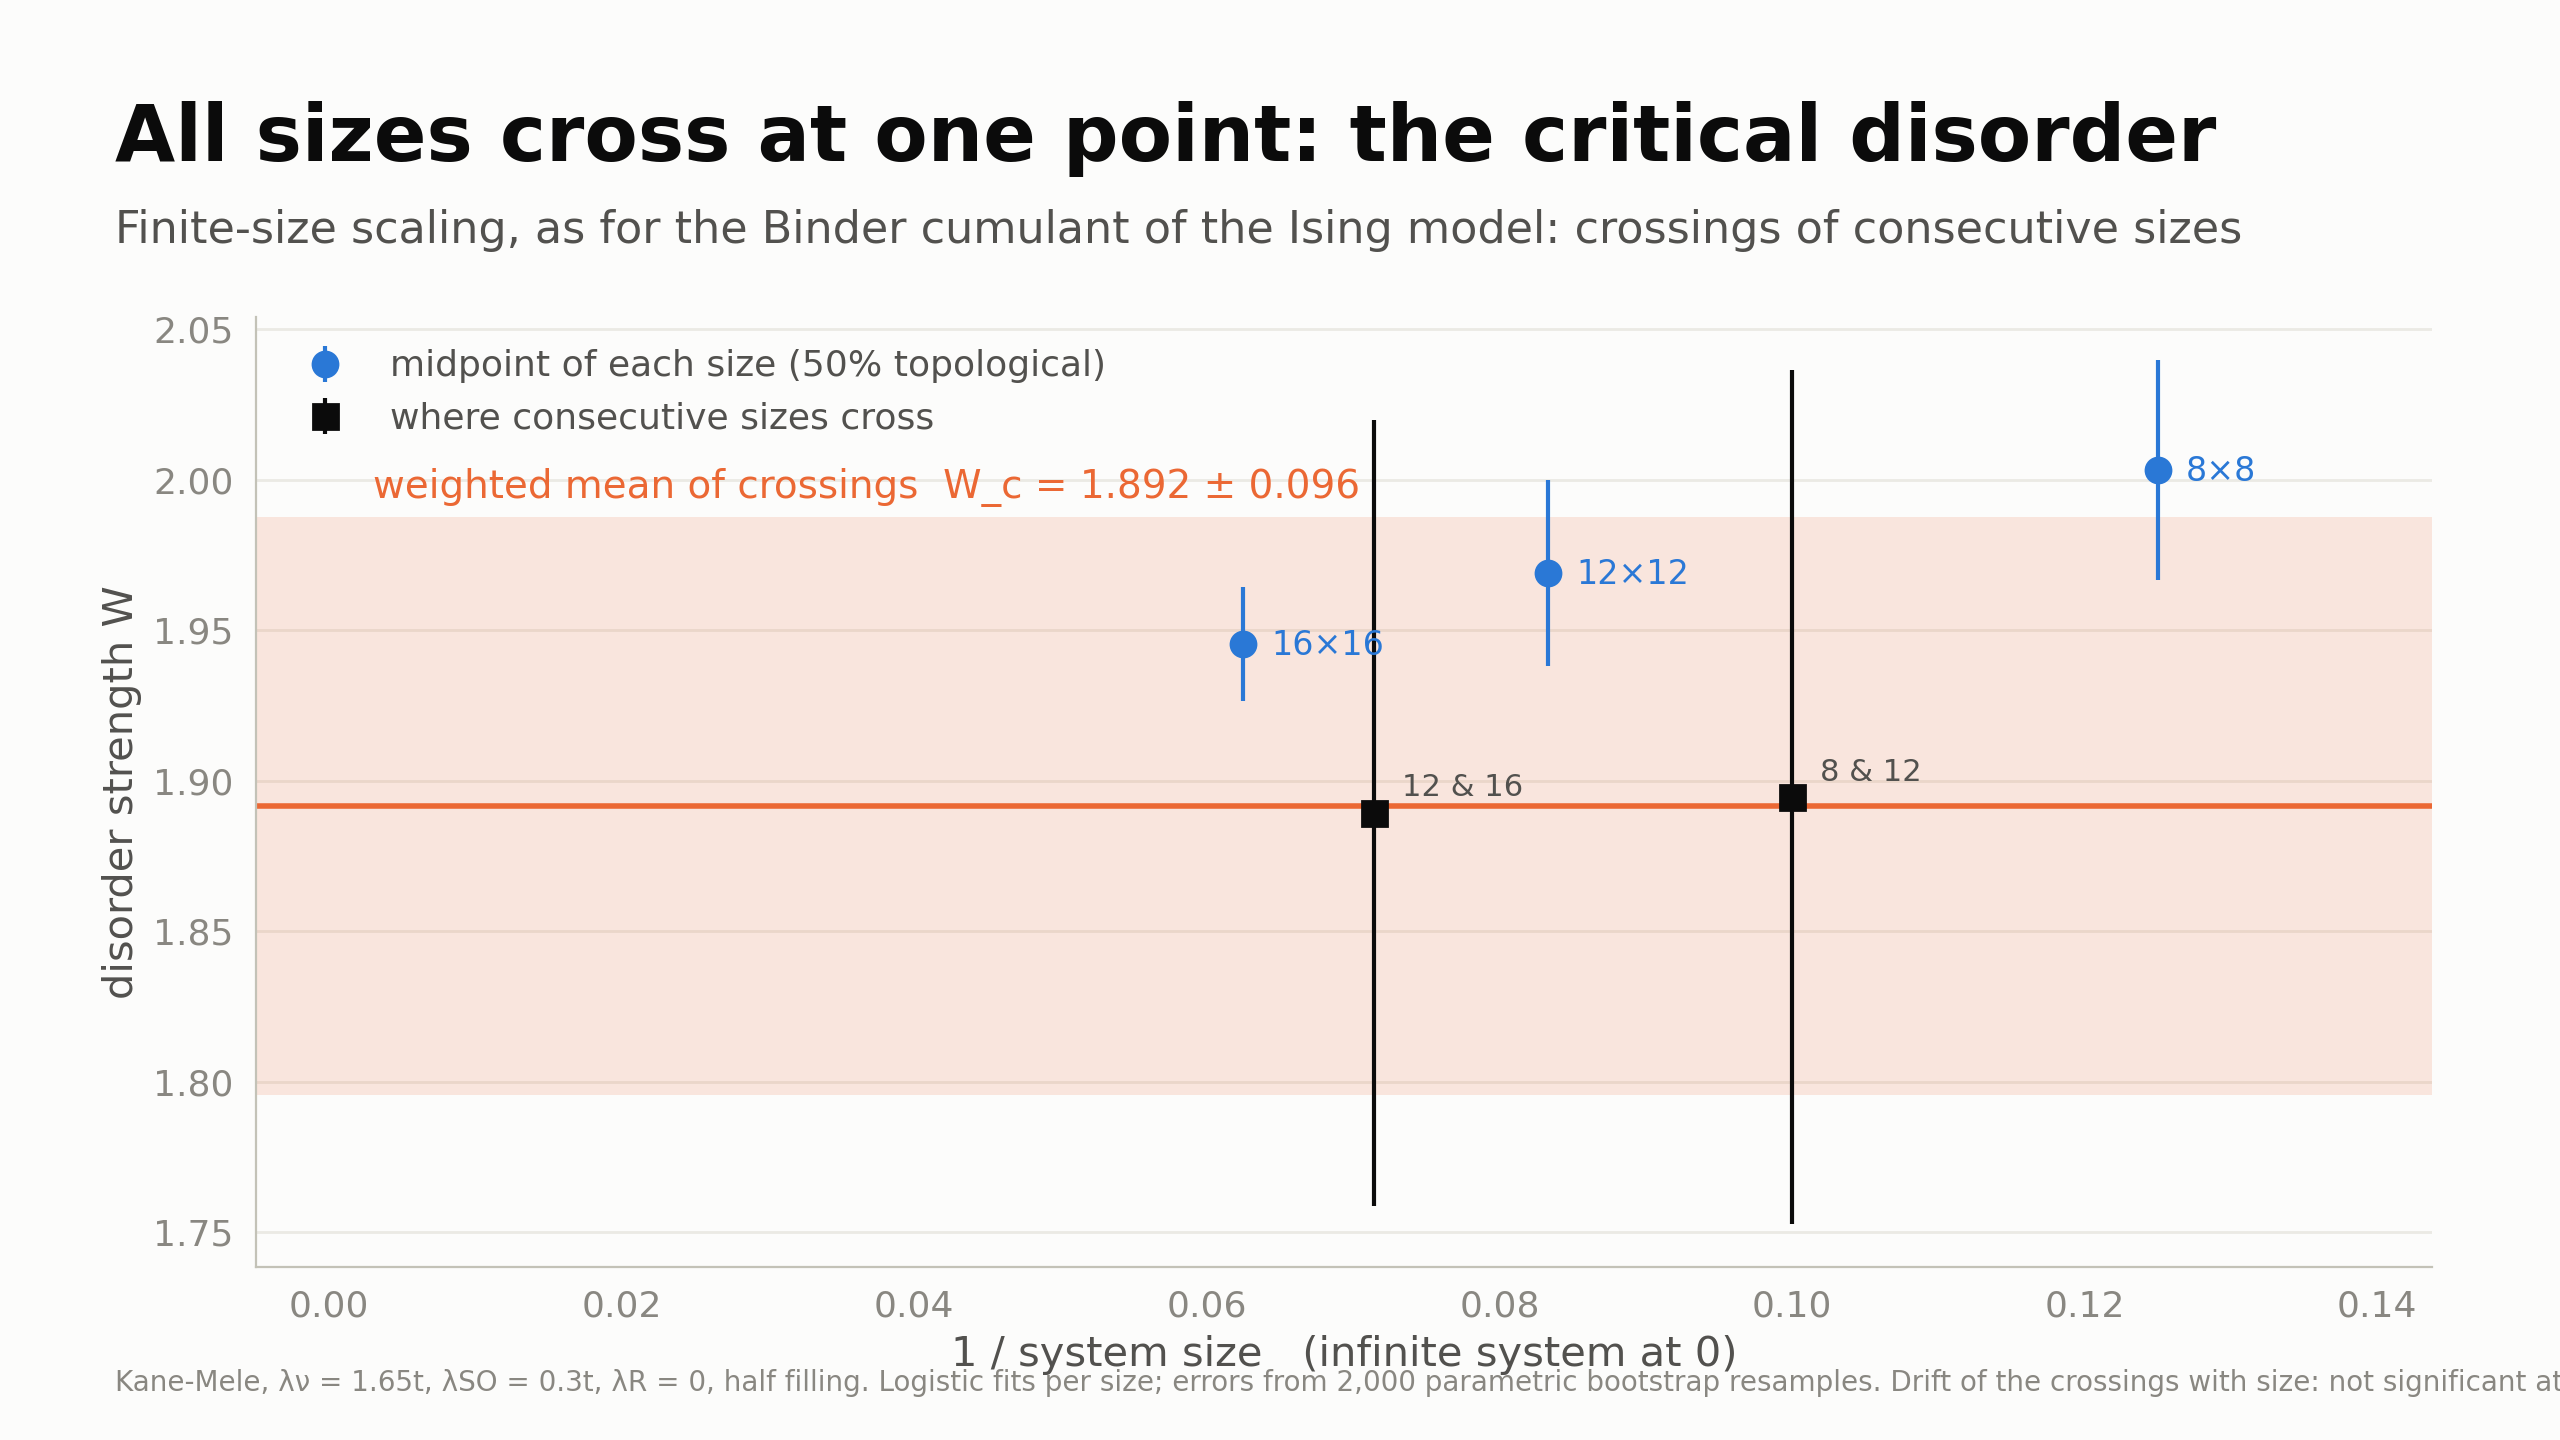 All sizes cross at one point: the critical disorder
Finite-size scaling, as for the Binder cumulant of the Ising model: crossings of consecutive sizes
2.05
midpoint of each size (50% topological)
where consecutive sizes cross
weighted mean of crossings W_c = 1.892 ± 0.096
2.00
8×8
12×12
1.95
16×16
disorder strength W
1.90
12 & 16
8 & 12
1.85
1.80
1.75
0.00 0.02 0.04 0.06 0.08 0.10 0.12 0.14
1 / system size (infinite system at 0)
Kane-Mele, λν = 1.65t, λSO = 0.3t, λR = 0, half filling. Logistic fits per size; errors from 2,000 parametric bootstrap resamples. Drift of the crossings with size: not significant at